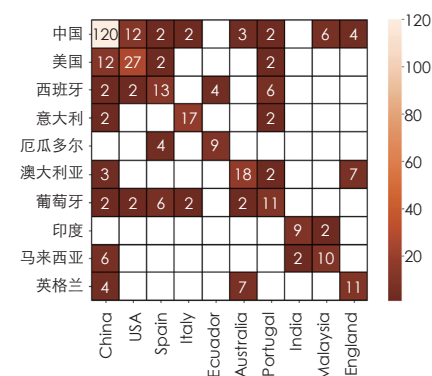 中国 120 12 2 2 3 2 6 4
美国 12 27 2 2
西班牙 2 2 13 4 6
意大利 2 17 2
厄瓜多尔 4 9
澳大利亚 3 18 2 7
葡萄牙 2 2 6 2 2 11
印度 9 2
马来西亚 6 2 10
英格兰 4 7 11
China USA Spain Italy Ecuador Australia Portugal India Malaysia England
120
100
80
60
40
20